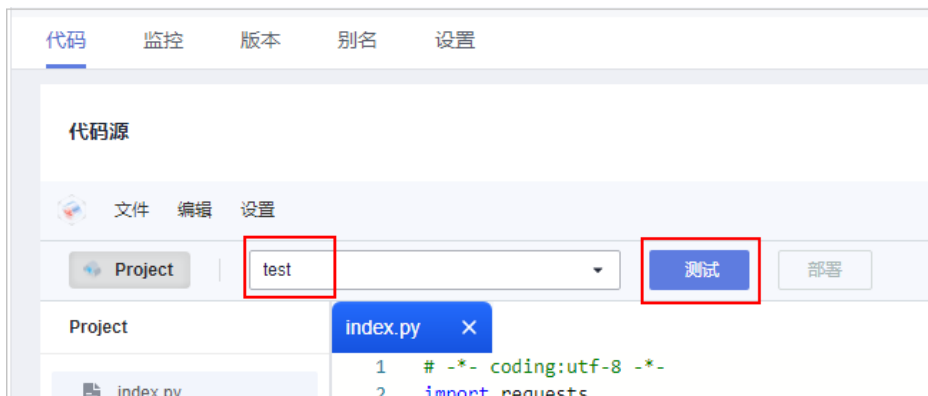 代码 监控 版本 别名 设置
代码源
文件 编辑 设置
Project test 测试 部署
Project index.py ×
1 # -*- coding:utf-8 -*-
index.py 2 import requests